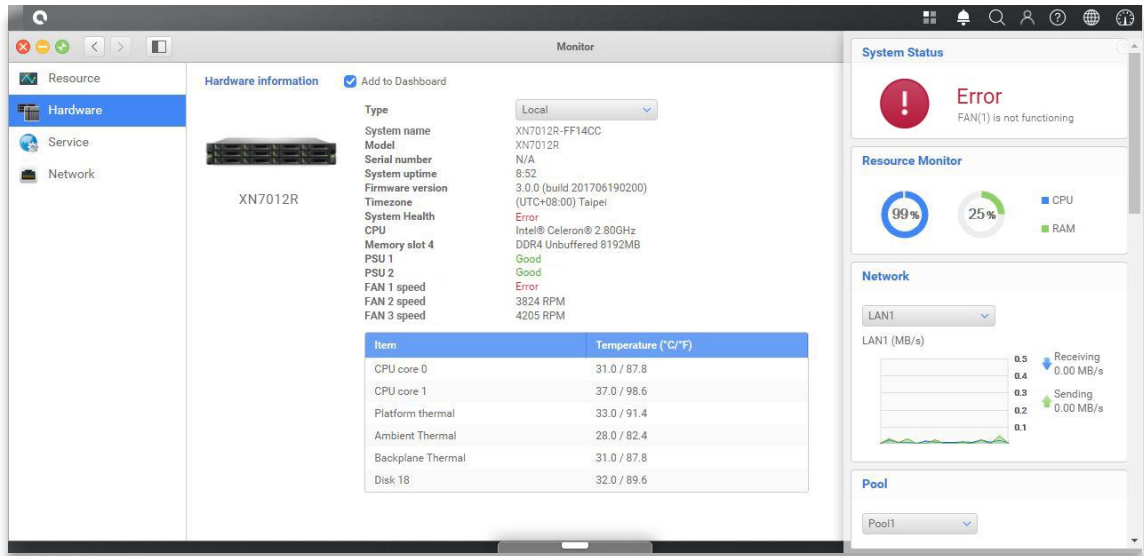 Monitor
Resource
Hardware
Service
Network
Hardware information
Add to Dashboard
XN7012R
Type Local
System name XN7012R-FF14CC
Model XN7012R
Serial number N/A
System uptime 8:52
Firmware version 3.0.0 (build 201706190200)
Timezone (UTC+08:00) Taipei
System Health Error
CPU Intel® Celeron® 2.80GHz
Memory slot 4 DDR4 Unbuffered 8192MB
PSU 1 Good
PSU 2 Good
FAN 1 speed Error
FAN 2 speed 3824 RPM
FAN 3 speed 4205 RPM
Item Temperature (°C/°F)
CPU core 0 31.0 / 87.8
CPU core 1 37.0 / 98.6
Platform thermal 33.0 / 91.4
Ambient Thermal 28.0 / 82.4
Backplane Thermal 31.0 / 87.8
Disk 18 32.0 / 89.6
System Status
Error
FAN(1) is not functioning
Resource Monitor
99%
25%
CPU
RAM
Network
LAN1
LAN1 (MB/s)
0.5
0.4
0.3
0.2
0.1
Receiving
0.00 MB/s
Sending
0.00 MB/s
Pool
Pool1